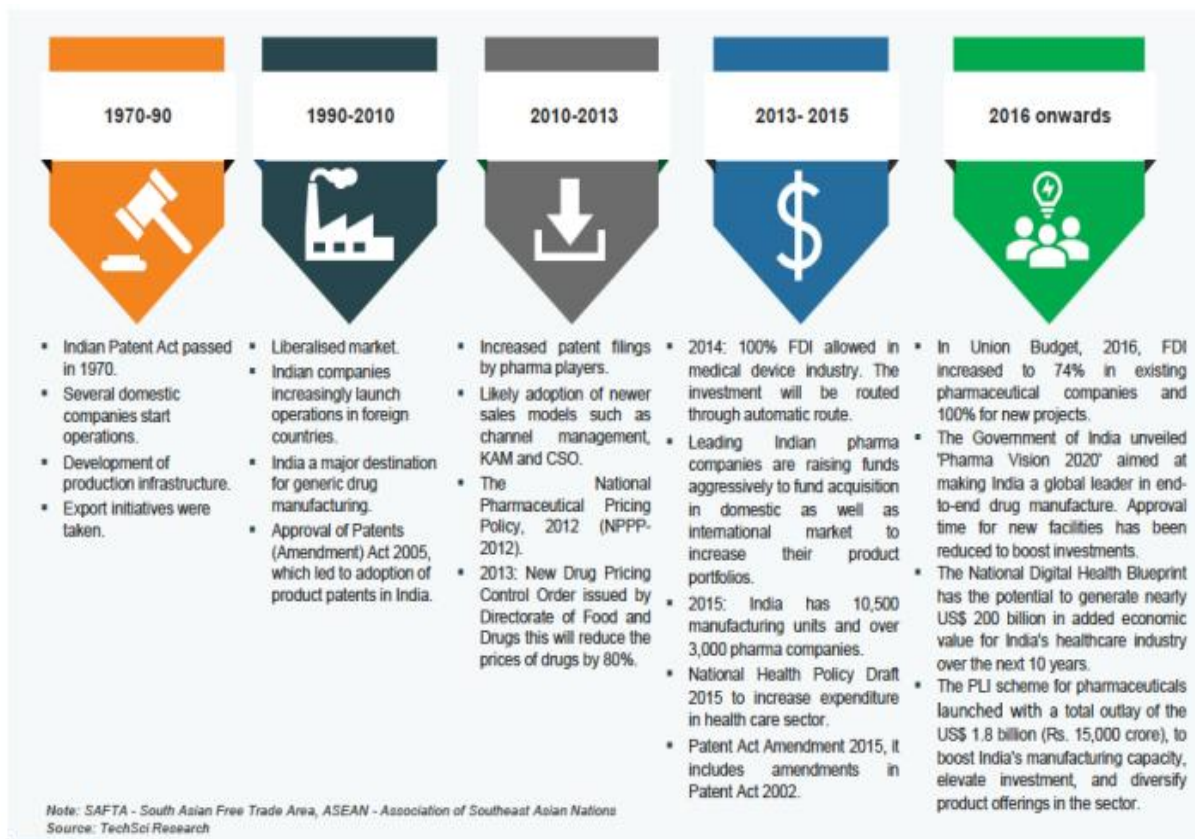 1970-90
1990-2010
2010-2013
2013- 2015
2016 onwards
▪ Indian Patent Act passed
in 1970.
▪ Several domestic
companies start
operations.
▪ Development of
production infrastructure.
▪ Export initiatives were
taken.
▪ Liberalised market.
▪ Indian companies
increasingly launch
operations in foreign
countries.
▪ India a major destination
for generic drug
manufacturing.
▪ Approval of Patents
(Amendment) Act 2005,
which led to adoption of
product patents in India.
▪ Increased patent filings
by pharma players.
▪ Likely adoption of newer
sales models such as
channel management,
KAM and CSO.
▪ The National
Pharmaceutical Pricing
Policy, 2012 (NPPP-
2012).
▪ 2013: New Drug Pricing
Control Order issued by
Directorate of Food and
Drugs this will reduce the
prices of drugs by 80%.
▪ 2014: 100% FDI allowed in
medical device industry. The
investment will be routed
through automatic route.
▪ Leading Indian pharma
companies are raising funds
aggressively to fund acquisition
in domestic as well as
international market to
increase their product
portfolios.
▪ 2015: India has 10,500
manufacturing units and over
3,000 pharma companies.
▪ National Health Policy Draft
2015 to increase expenditure
in health care sector.
▪ Patent Act Amendment 2015, it
includes amendments in
Patent Act 2002.
▪ In Union Budget, 2016, FDI
increased to 74% in existing
pharmaceutical companies and
100% for new projects.
▪ The Government of India unveiled
'Pharma Vision 2020' aimed at
making India a global leader in end-
to-end drug manufacture. Approval
time for new facilities has been
reduced to boost investments.
▪ The National Digital Health Blueprint
has the potential to generate nearly
US$ 200 billion in added economic
value for India's healthcare industry
over the next 10 years.
▪ The PLI scheme for pharmaceuticals
launched with a total outlay of the
US$ 1.8 billion (Rs. 15,000 crore), to
boost India's manufacturing capacity,
elevate investment, and diversify
product offerings in the sector.
Note: SAFTA - South Asian Free Trade Area, ASEAN - Association of Southeast Asian Nations
Source: TechSci Research